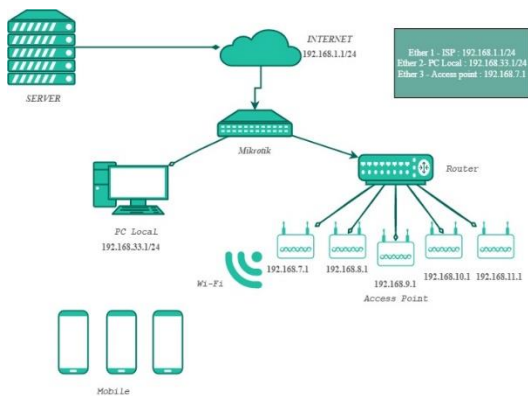 INTERNET
192.168.1.1/24
Ether 1 - ISP : 192.168.1.1/24
Ether 2- PC Local : 192.168.33.1/24
Ether 3 - Access point : 192.168.7.1
SERVER
Mikrotik
Router
PC Local
192.168.33.1/24
192.168.7.1
192.168.8.1
192.168.9.1
192.168.10.1
192.168.11.1
Access Point
Wi-Fi
Mobile